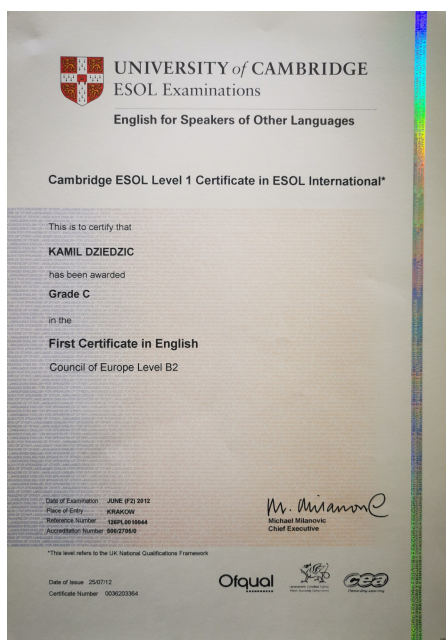 UNIVERSITY of CAMBRIDGE
ESOL Examinations
English for Speakers of Other Languages
Cambridge ESOL Level 1 Certificate in ESOL International*
This is to certify that
KAMIL DZIEDZIC
has been awarded
Grade C
in the
First Certificate in English
Council of Europe Level B2
Date of Examination JUNE (F2) 2012
Place of Entry KRAKOW
Reference Number 126PL0010044
Accreditation Number 500/2705/0
M. Milanovic
Michael Milanovic
Chief Executive
*This level refers to the UK National Qualifications Framework
Date of Issue 25/07/12
Certificate Number 0036203364
Ofqual
cea